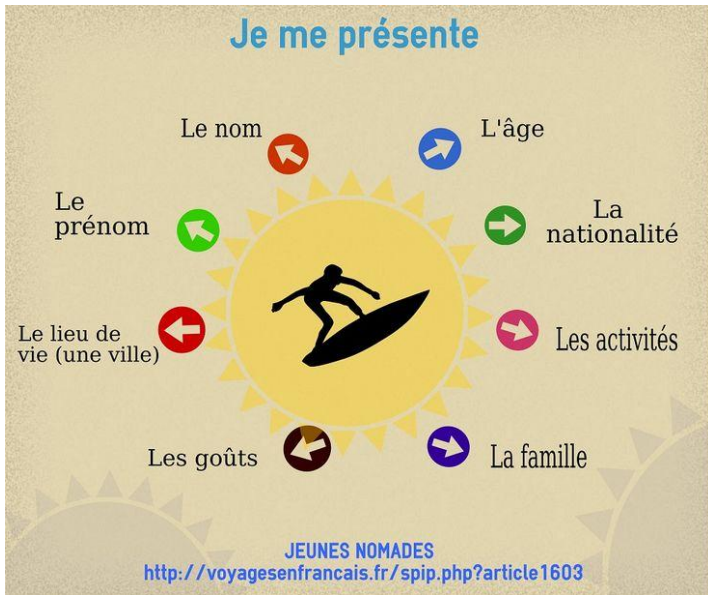 Je me présente
Le nom
L'âge
Le
prénom
La
nationalité
Le lieu de
vie (une ville)
Les activités
Les goûts
La famille
JEUNES NOMADES
http://voyagesenfrancais.fr/spip.php?article1603